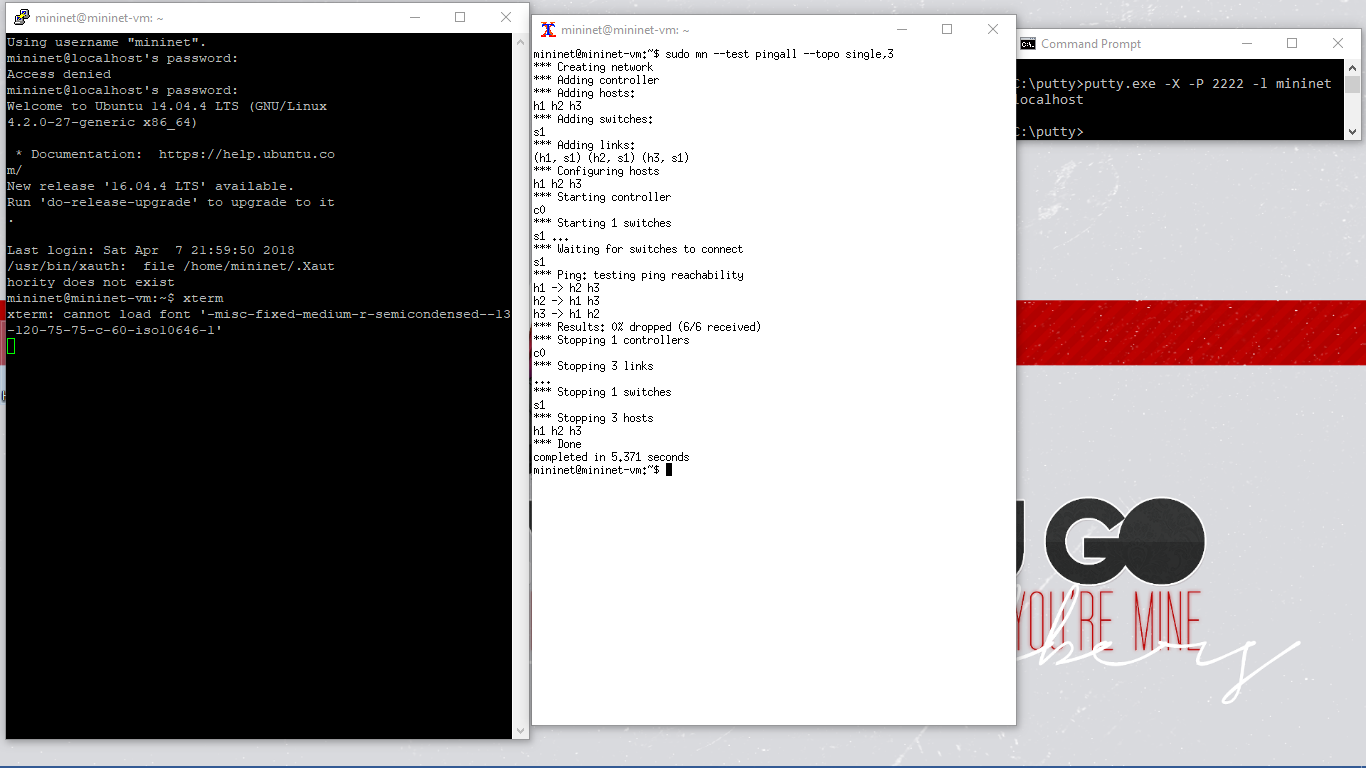 mininet@mininet-vm: ~
Using username "mininet".
mininet@localhost's password:
Access denied
mininet@localhost's password:
Welcome to Ubuntu 14.04.4 LTS (GNU/Linux
4.2.0-27-generic x86_64)
* Documentation:  https://help.ubuntu.co
m/
New release '16.04.4 LTS' available.
Run 'do-release-upgrade' to upgrade to it
.
Last login: Sat Apr  7 21:59:50 2018
/usr/bin/xauth:  file /home/mininet/.Xaut
hority does not exist
mininet@mininet-vm:~$ xterm
xterm: cannot load font '-misc-fixed-medium-r-semicondensed--13
-120-75-75-c-60-iso10646-1'
mininet@mininet-vm: ~
mininet@mininet-vm:~$ sudo mn --test pingall --topo single,3
*** Creating network
*** Adding controller
*** Adding hosts:
h1 h2 h3
*** Adding switches:
s1
*** Adding links:
(h1, s1) (h2, s1) (h3, s1)
*** Configuring hosts
h1 h2 h3
*** Starting controller
c0
*** Starting 1 switches
s1 ...
*** Waiting for switches to connect
s1
*** Ping: testing ping reachability
h1 -> h2 h3
h2 -> h1 h3
h3 -> h1 h2
*** Results: 0% dropped (6/6 received)
*** Stopping 1 controllers
c0
*** Stopping 3 links
...
*** Stopping 1 switches
s1
*** Stopping 3 hosts
h1 h2 h3
*** Done
completed in 5.371 seconds
mininet@mininet-vm:~$
Command Prompt
C:\putty>putty.exe -X -P 2222 -l mininet
localhost
C:\putty>
GO
YOU'RE MINE